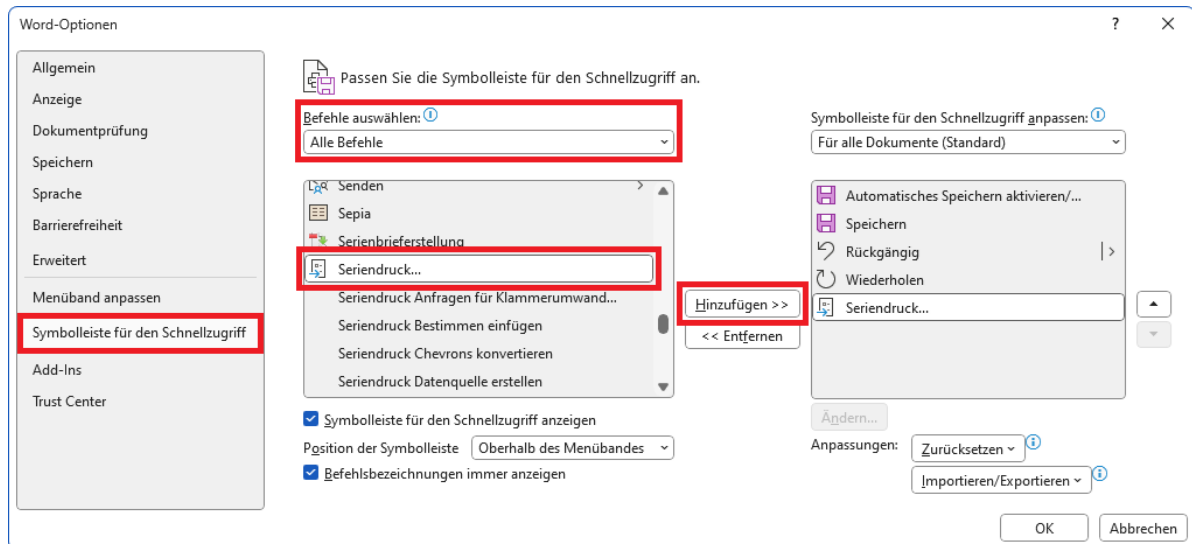 Word-Optionen
?
Allgemein
Anzeige
Dokumentprüfung
Speichern
Sprache
Barrierefreiheit
Erweitert
Menüband anpassen
Symbolleiste für den Schnellzugriff
Add-Ins
Trust Center
Passen Sie die Symbolleiste für den Schnellzugriff an.
Befehle auswählen:
Alle Befehle
Senden
Sepia
Serienbrieferstellung
Seriendruck...
Seriendruck Anfragen für Klammerumwand...
Seriendruck Bestimmen einfügen
Seriendruck Chevrons konvertieren
Seriendruck Datenquelle erstellen
Symbolleiste für den Schnellzugriff anzeigen
Position der Symbolleiste Oberhalb des Menübandes
Befehlsbezeichnungen immer anzeigen
Hinzufügen >>
<< Entfernen
Symbolleiste für den Schnellzugriff anpassen:
Für alle Dokumente (Standard)
Automatisches Speichern aktivieren/...
Speichern
Rückgängig
Wiederholen
Seriendruck...
Ändern...
Anpassungen: Zurücksetzen
Importieren/Exportieren
OK Abbrechen